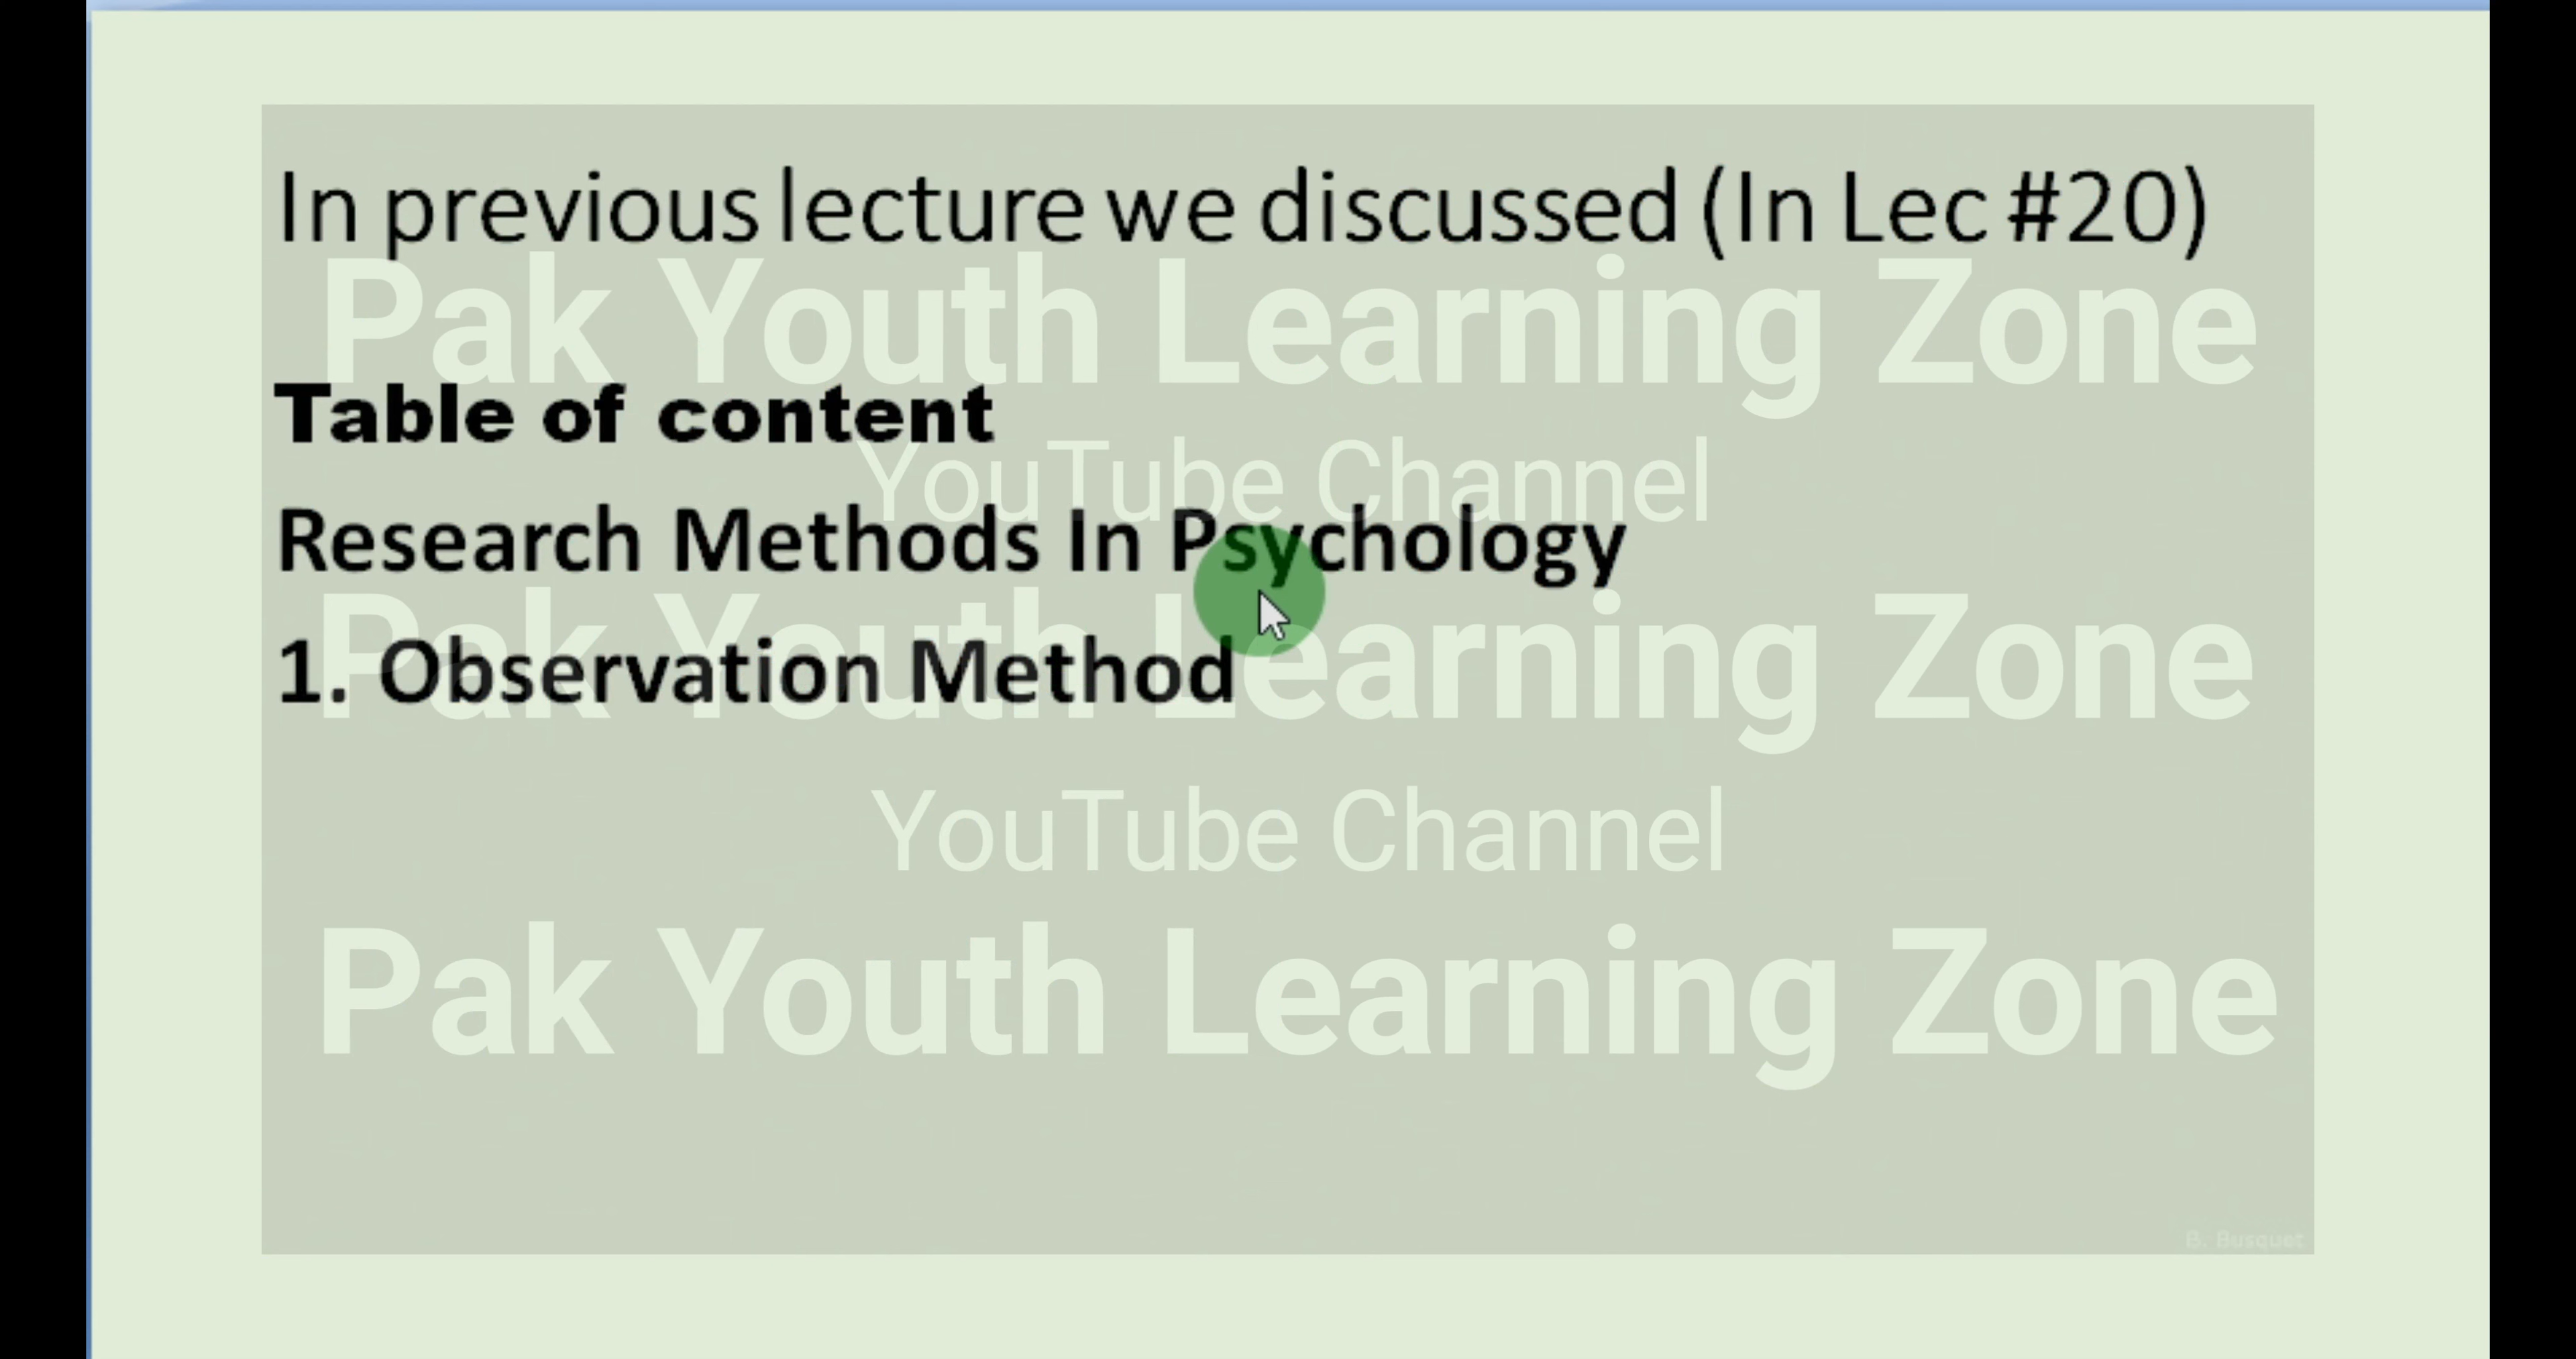 In previous lecture we discussed (In Lec #20)
Pak Youth Learning Zone
Table of content
YouTube Channel
Research Methods In Psychology
Pak Youth Learning Zone
1. Observation Method
YouTube Channel
Pak Youth Learning Zone
B. Busquet